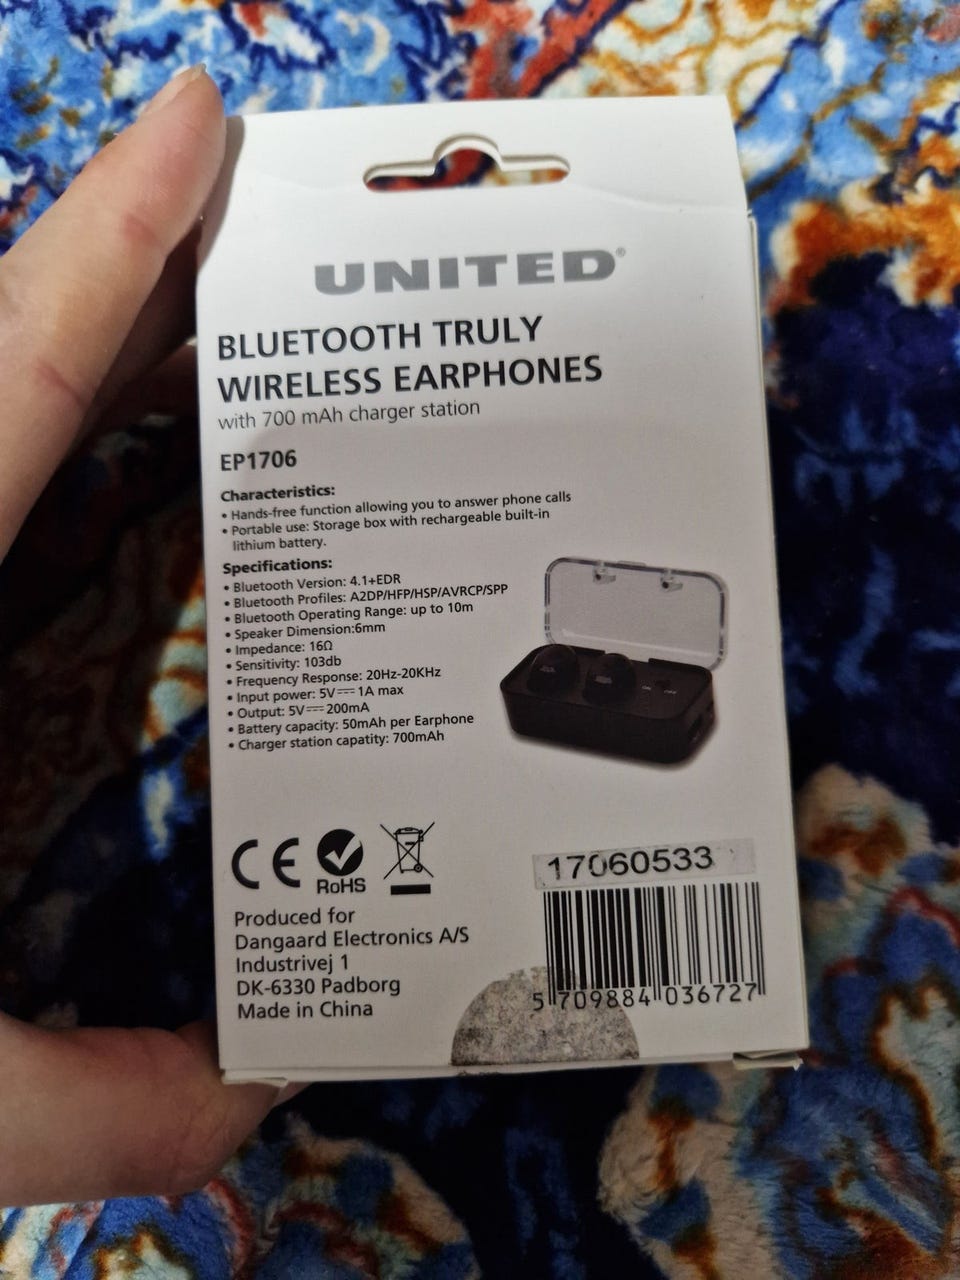 UNITED®
BLUETOOTH TRULY
WIRELESS EARPHONES
with 700 mAh charger station
EP1706
Characteristics:
• Hands-free function allowing you to answer phone calls
• Portable use: Storage box with rechargeable built-in
lithium battery.
Specifications:
• Bluetooth Version: 4.1+EDR
• Bluetooth Profiles: A2DP/HFP/HSP/AVRCP/SPP
• Bluetooth Operating Range: up to 10m
• Speaker Dimension:6mm
• Impedance: 16Ω
• Sensitivity: 103db
• Frequency Response: 20Hz-20KHz
• Input power: 5V⎓1A max
• Output: 5V⎓200mA
• Battery capacity: 50mAh per Earphone
• Charger station capatity: 700mAh
ON OFF
CE
RoHS
Produced for
Dangaard Electronics A/S
Industrivej 1
DK-6330 Padborg
Made in China
17060533
5 709884 036727